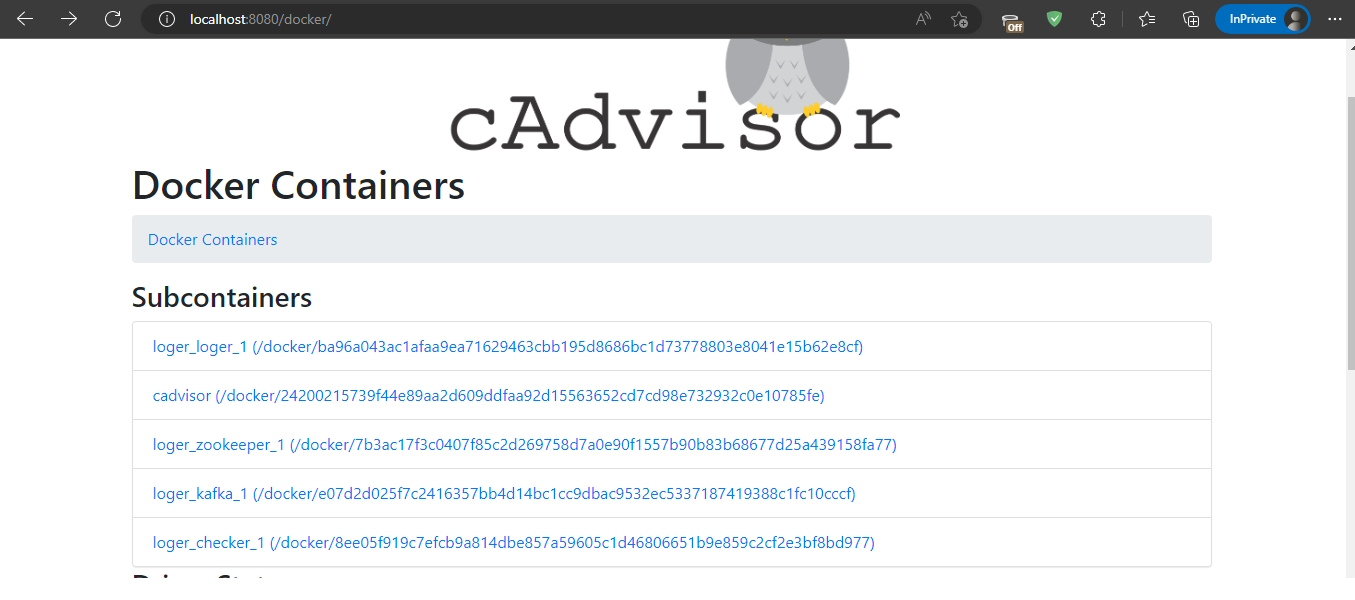 localhost:8080/docker/
Off
InPrivate
cAdvisor
Docker Containers
Docker Containers
Subcontainers
loger_loger_1 (/docker/ba96a043ac1afaa9ea71629463cbb195d8686bc1d73778803e8041e15b62e8cf)
cadvisor (/docker/24200215739f44e89aa2d609ddfaa92d15563652cd7cd98e732932c0e10785fe)
loger_zookeeper_1 (/docker/7b3ac17f3c0407f85c2d269758d7a0e90f1557b90b83b68677d25a439158fa77)
loger_kafka_1 (/docker/e07d2d025f7c2416357bb4d14bc1cc9dbac9532ec5337187419388c1fc10cccf)
loger_checker_1 (/docker/8ee05f919c7efcb9a814dbe857a59605c1d46806651b9e859c2cf2e3bf8bd977)